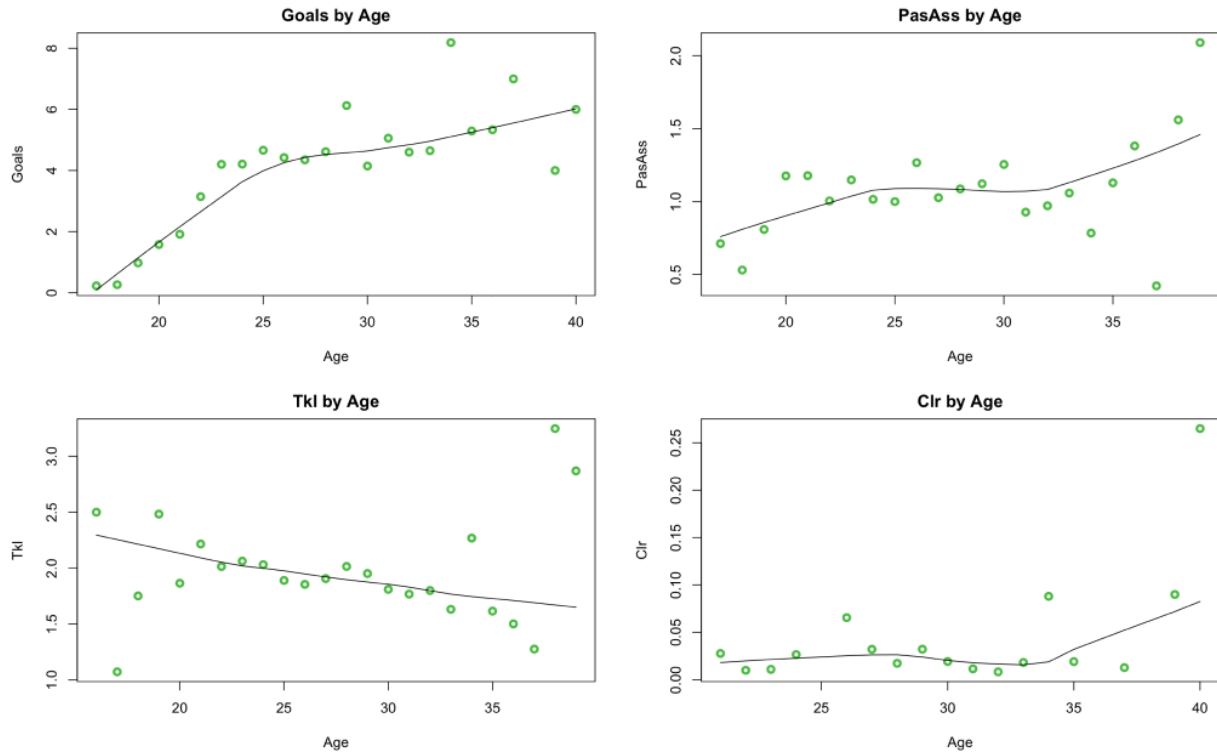 Goals by Age
Goals
8
6
4
2
0
20 25 30 35 40
Age
PasAss by Age
PasAss
2.0
1.5
1.0
0.5
20 25 30 35
Age
Tkl by Age
Tkl
3.0
2.5
2.0
1.5
1.0
20 25 30 35
Age
Clr by Age
Clr
0.25
0.20
0.15
0.10
0.05
0.00
25 30 35 40
Age